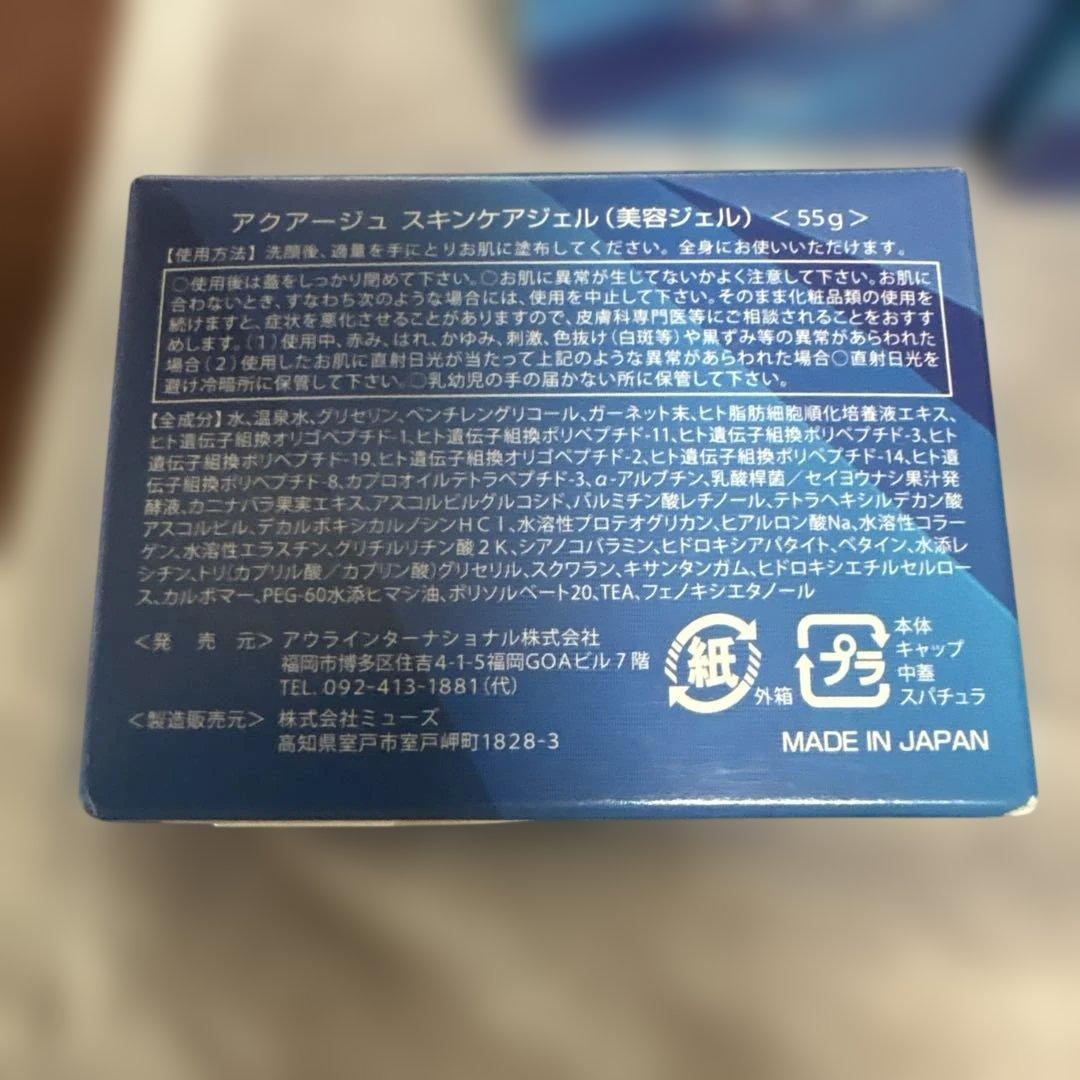 アクアージュ スキンケアジェル(美容ジェル) <55g>
【使用方法】洗顔後、適量を手にとりお肌に塗布してください。全身にお使いいただけます。
○使用後は蓋をしっかり閉めて下さい。○お肌に異常が生じてないかよく注意して下さい。お肌に
合わないとき、すなわち次のような場合には、使用を中止して下さい。そのまま化粧品類の使用を
続けますと、症状を悪化させることがありますので、皮膚科専門医等にご相談されることをおすす
めします。(1)使用中、赤み、はれ、かゆみ、刺激、色抜け(白斑等)や黒ずみ等の異常があらわれた
場合(2)使用したお肌に直射日光が当たって上記のような異常があらわれた場合○直射日光を
避け冷暗所に保管して下さい。○乳幼児の手の届かない所に保管して下さい。
【全成分】水、温泉水、グリセリン、ペンチレングリコール、ガーネット末、ヒト脂肪細胞順化培養液エキス、
ヒト遺伝子組換オリゴペプチド-1、ヒト遺伝子組換ポリペプチド-11、ヒト遺伝子組換ポリペプチド-3、ヒト
遺伝子組換ポリペプチド-19、ヒト遺伝子組換オリゴペプチド-2、ヒト遺伝子組換ポリペプチド-14、ヒト遺
伝子組換ポリペプチド-8、カプロオイルテトラペプチド-3、α-アルブチン、乳酸桿菌/セイヨウナシ果汁発
酵液、カニナバラ果実エキス、アスコルビルグルコシド、パルミチン酸レチノール、テトラヘキシルデカン酸
アスコルビル、デカルボキシカルノシンHCl、水溶性プロテオグリカン、ヒアルロン酸Na、水溶性コラー
ゲン、水溶性エラスチン、グリチルリチン酸2K、シアノコバラミン、ヒドロキシアパタイト、ベタイン、水添レ
シチン、トリ(カプリル酸/カプリン酸)グリセリル、スクワラン、キサンタンガム、ヒドロキシエチルセルロー
ス、カルボマー、PEG-60水添ヒマシ油、ポリソルベート20、TEA、フェノキシエタノール
<発 売 元> アウラインターナショナル株式会社
福岡市博多区住吉4-1-5福岡GOAビル7階
TEL. 092-413-1881(代)
<製造販売元> 株式会社ミューズ
高知県室戸市室戸岬町1828-3
紙
外箱
プラ
本体
キャップ
中蓋
スパチュラ
MADE IN JAPAN